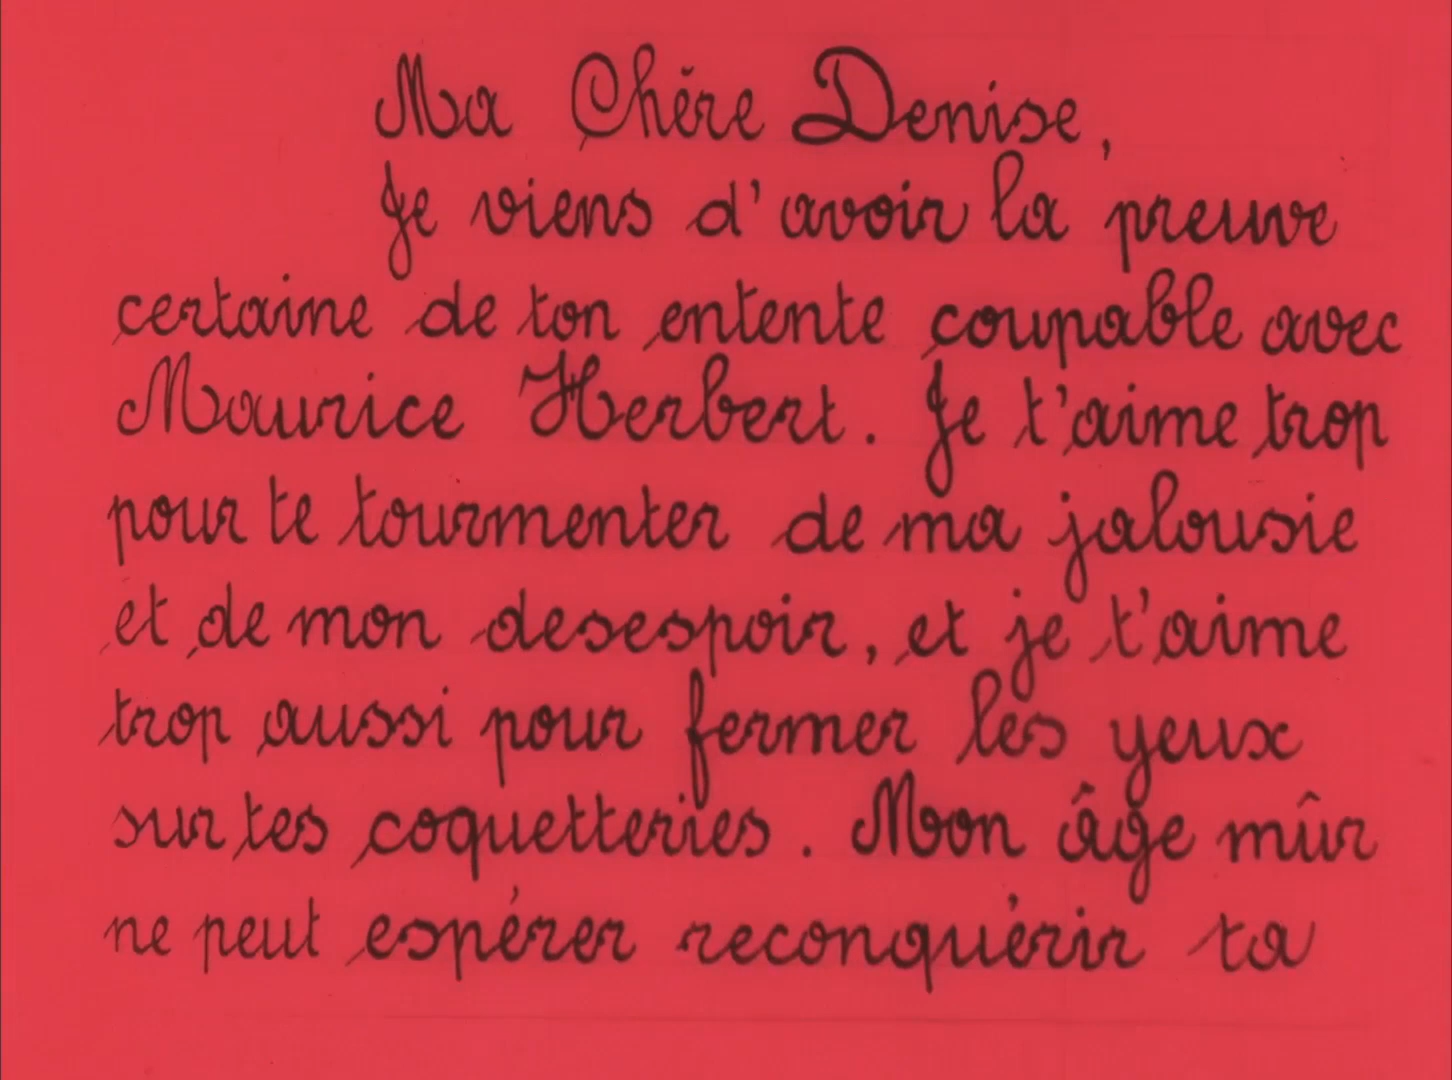 Ma Chère Denise,
Je viens d'avoir la preuve
certaine de ton entente coupable avec
Maurice Herbert. Je t'aime trop
pour te tourmenter de ma jalousie
et de mon desespoir, et je t'aime
trop aussi pour fermer les yeux
sur tes coquetteries. Mon âge mûr
ne peut espérer reconquérir ta